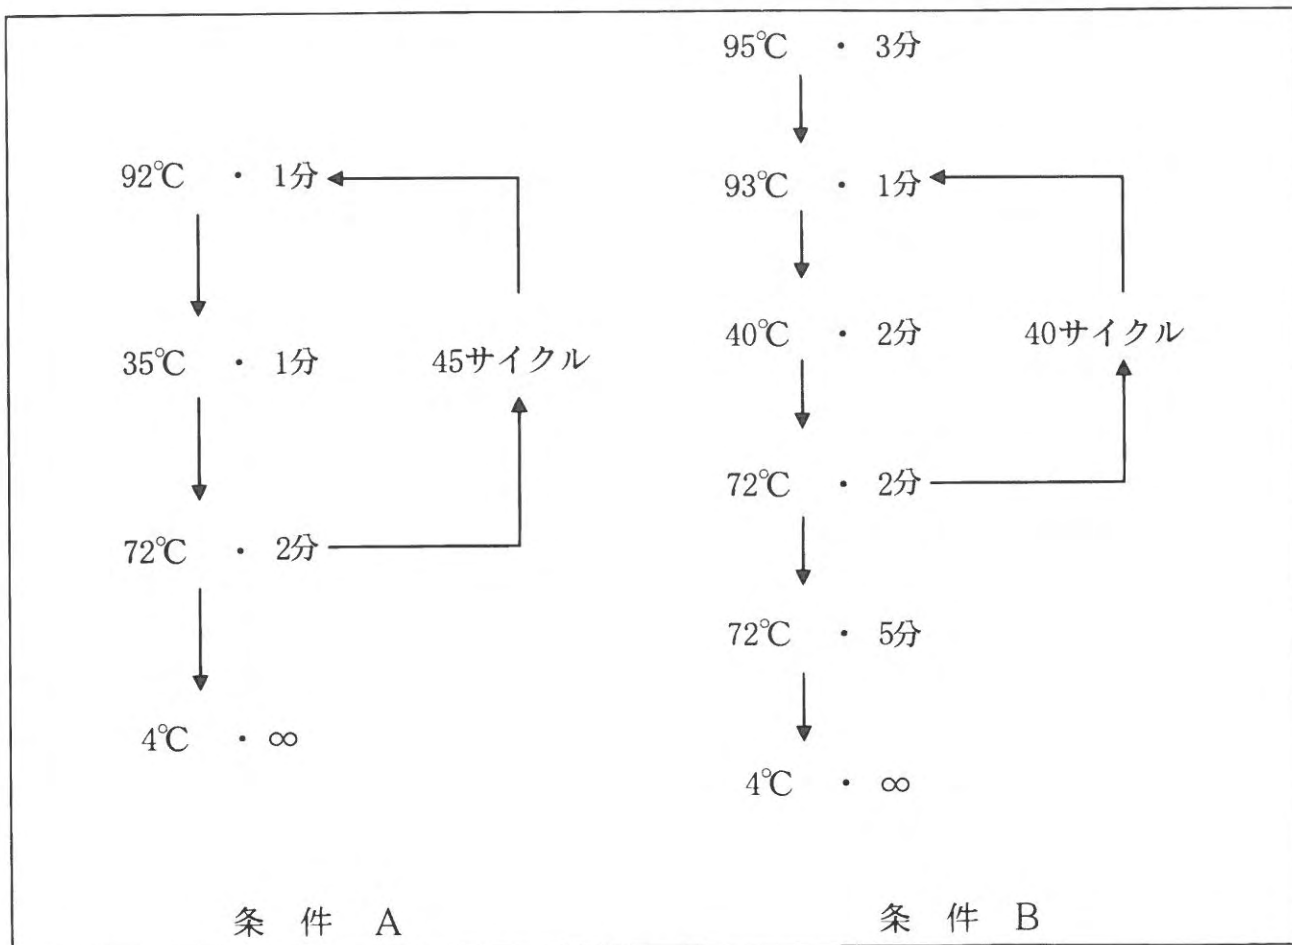 92℃ ・ 1分
35℃ ・ 1分
45サイクル
72℃ ・ 2分
4℃ ・ ∞
条件 A
95℃ ・ 3分
93℃ ・ 1分
40℃ ・ 2分
40サイクル
72℃ ・ 2分
72℃ ・ 5分
4℃ ・ ∞
条件 B